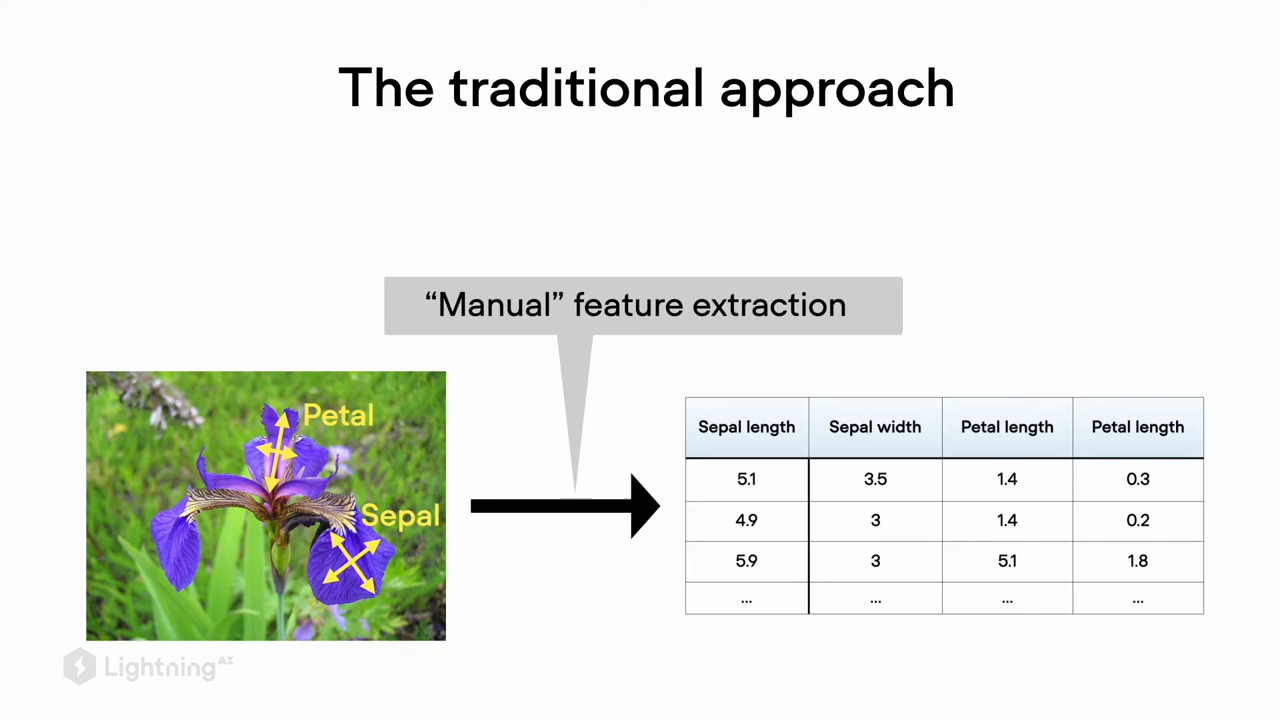 The traditional approach
“Manual” feature extraction
Petal
Sepal
Sepal length Sepal width Petal length Petal length
5.1 3.5 1.4 0.3
4.9 3 1.4 0.2
5.9 3 5.1 1.8
... ... ... ...
Lightning AI